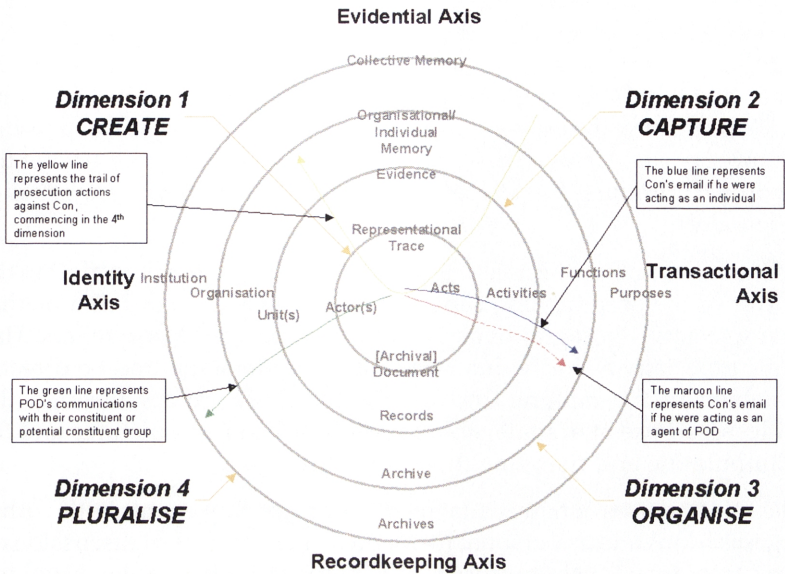 Evidential Axis
Collective Memory
Dimension 1
CREATE
Dimension 2
CAPTURE
Organisational/
Individual
Memory
The yellow line
represents the trail of
prosecution actions
against Con,
commencing in the 4th
dimension
Evidence
The blue line represents
Con's email if he were
acting as an individual
Representational
Trace
Identity
Axis
Institution
Organisation
Unit(s)
Actor(s)
Acts
Activities
Functions
Purposes
Transactional
Axis
[Archival]
Document
The green line represents
POD's communications
with their constituent or
potential constituent group
The maroon line
represents Con's email
if he were acting as an
agent of POD
Records
Archive
Dimension 4
PLURALISE
Dimension 3
ORGANISE
Archives
Recordkeeping Axis